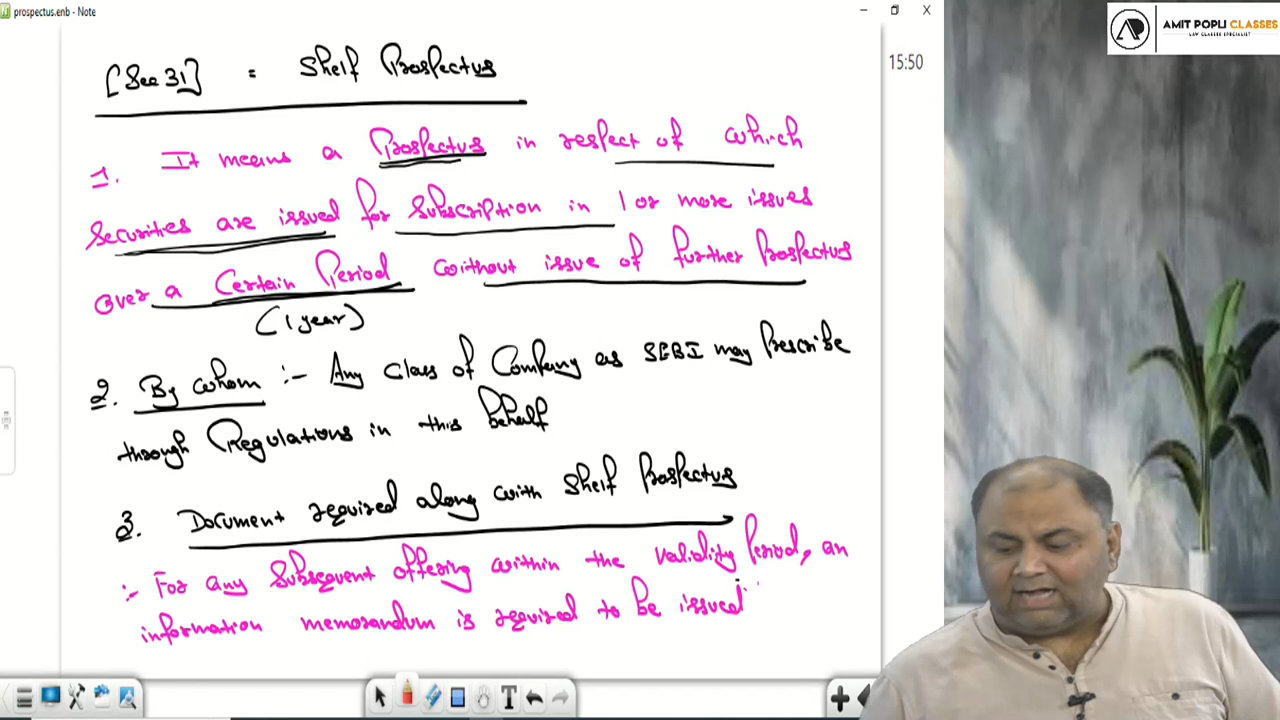 prospectus.enb - Note
AMIT POPLI CLASSES
LAW CLASSES SPECIALIST
15:50
[Sec 31] = Shelf Prospectus
1. It means a Prospectus in respect of which
Securities are issued for Subscription in 1 or more issues
over a Certain Period without issue of further Prospectus
(1 year)
2. By whom :- Any class of Company as SEBI may Prescribe
through Regulations in this behalf
3. Document required along with Shelf Prospectus
:- For any Subsequent offering within the validity Period, an
information memorandum is required to be issued